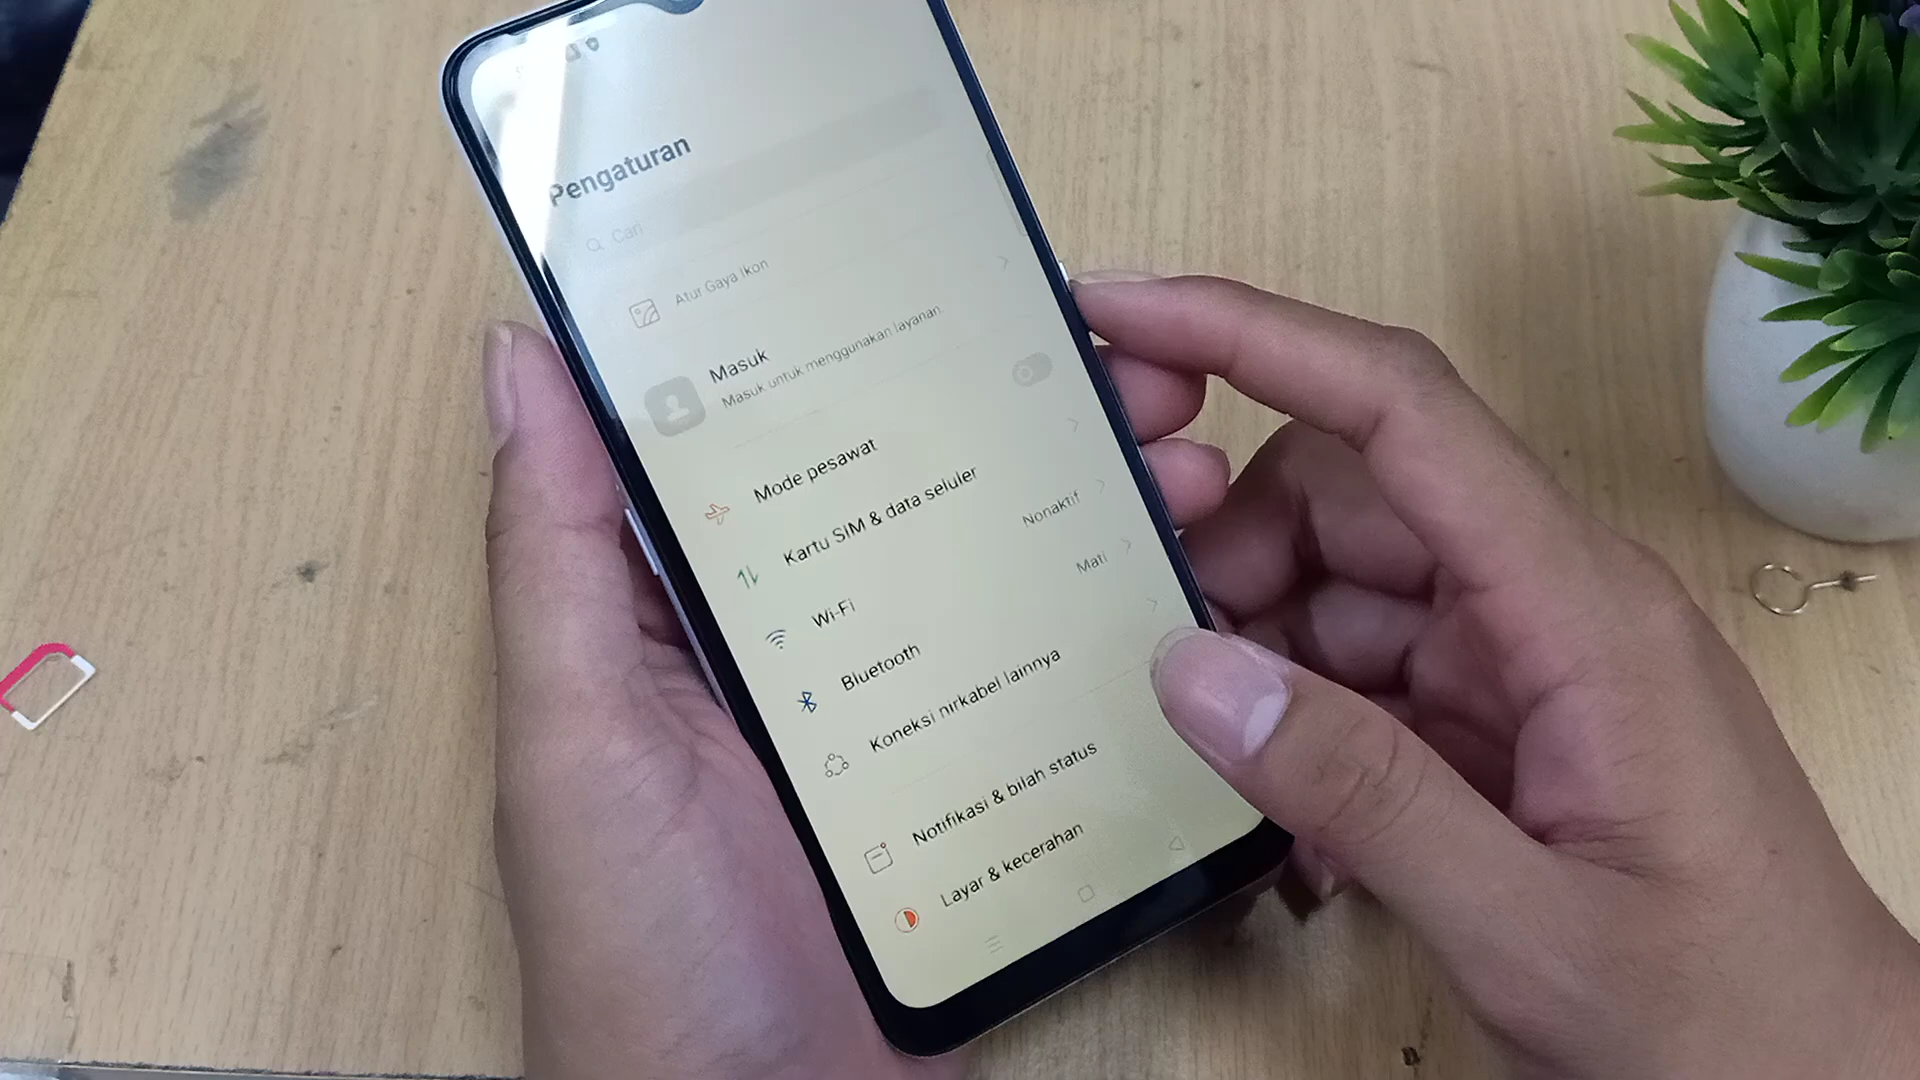 Pengaturan
Cari
Atur Gaya Ikon
Masuk
Masuk untuk menggunakan layanan
Mode pesawat
Kartu SIM & data seluler
Wi-Fi Nonaktif
Bluetooth Mati
Koneksi nirkabel lainnya
Notifikasi & bilah status
Layar & kecerahan